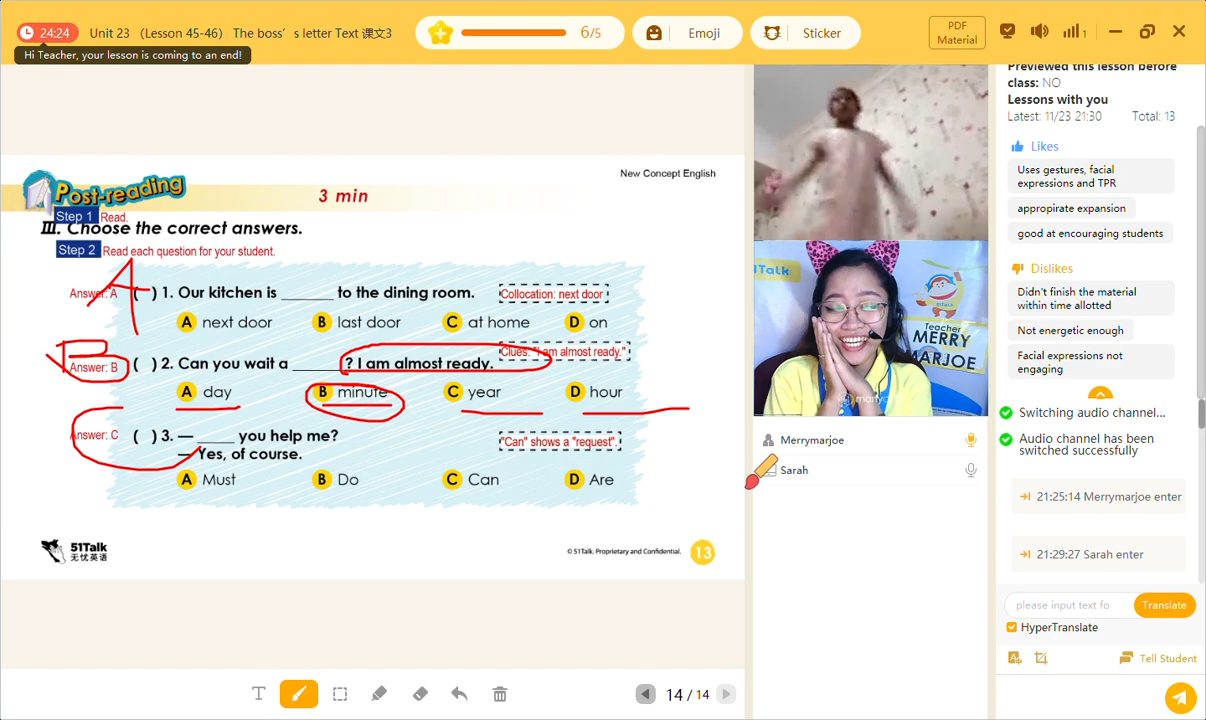 24:24
Unit 23 (Lesson 45-46) The boss' s letter Text 课文3
6/5
Emoji
Sticker
PDF
Material
1
Hi Teacher, your lesson is coming to an end!
New Concept English
Post-reading
3 min
Step 1 Read.
III. Choose the correct answers.
Step 2 Read each question for your student.
A
Answer: A ( ) 1. Our kitchen is ______ to the dining room. Collocation: next door
A next door B last door C at home D on
B
Answer: B ( ) 2. Can you wait a ______? I am almost ready. Clues: "I am almost ready."
A day B minute C year D hour
Answer: C ( ) 3. — _____ you help me? "Can" shows a "request".
— Yes, of course.
A Must B Do C Can D Are
51Talk
无忧英语
© 51Talk. Proprietary and Confidential. 13
T
14 / 14
51Talk
Teacher
MERRY
MARJOE
Merrymarjoe
Sarah
Previewed this lesson before
class: NO
Lessons with you
Latest: 11/23 21:30 Total: 13
Likes
Uses gestures, facial
expressions and TPR
appropirate expansion
good at encouraging students
Dislikes
Didn't finish the material
within time allotted
Not energetic enough
Facial expressions not
engaging
Switching audio channel...
Audio channel has been
switched successfully
21:25:14 Merrymarjoe enter
21:29:27 Sarah enter
please input text fo
Translate
HyperTranslate
Tell Student